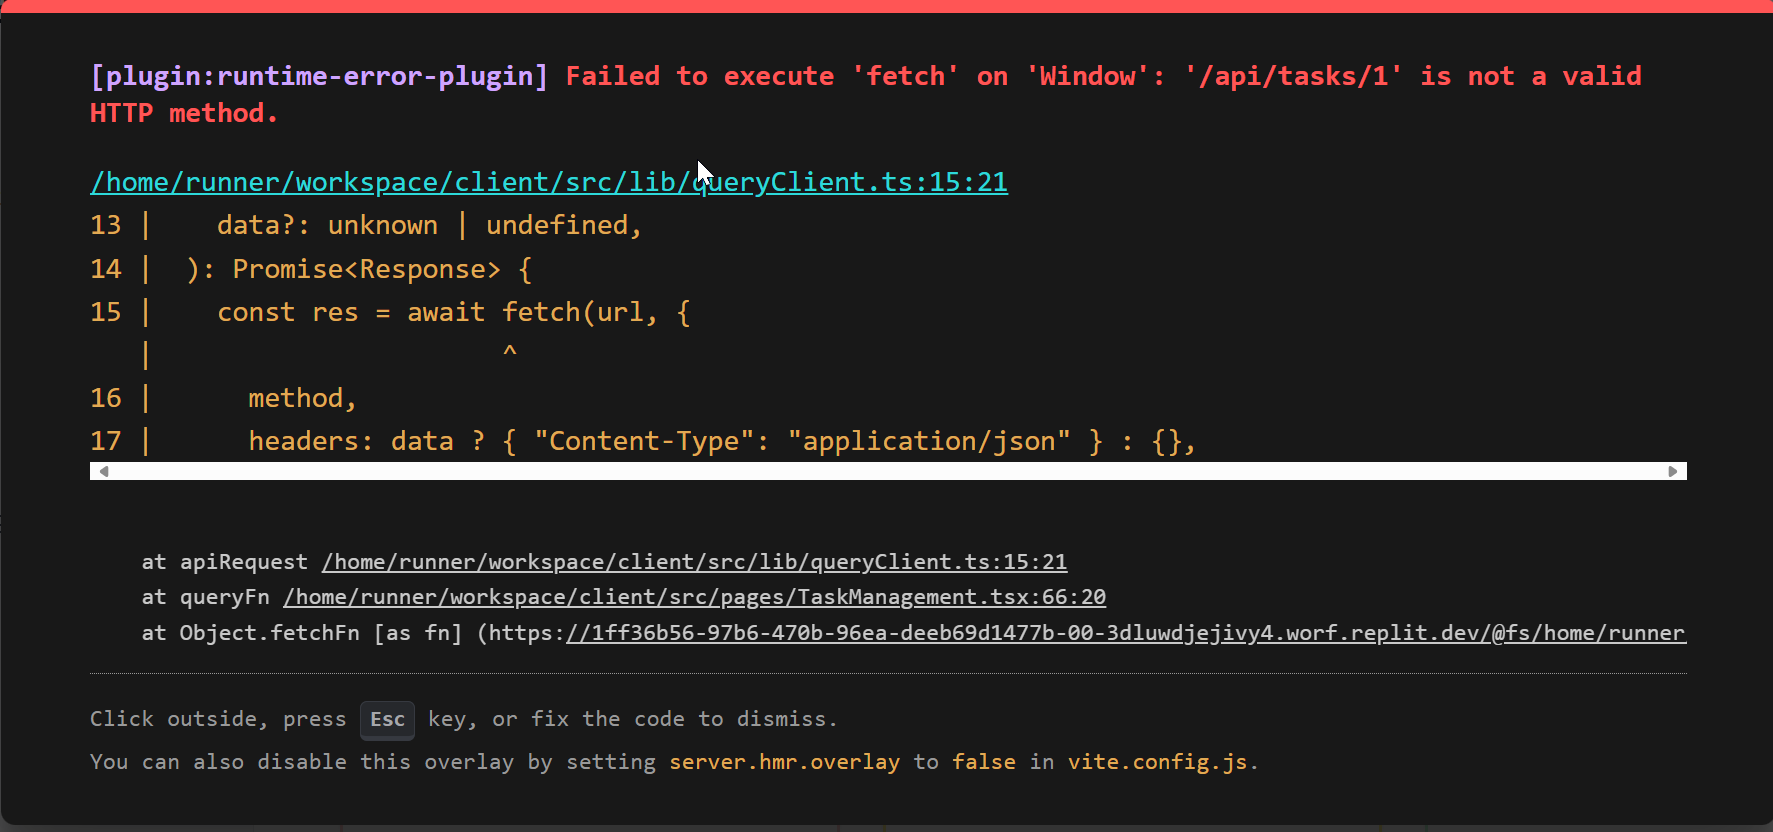 [plugin:runtime-error-plugin] Failed to execute 'fetch' on 'Window': '/api/tasks/1' is not a valid
HTTP method.
/home/runner/workspace/client/src/lib/queryClient.ts:15:21
13 |    data?: unknown | undefined,
14 |  ): Promise<Response> {
15 |    const res = await fetch(url, {
   |                      ^
16 |      method,
17 |      headers: data ? { "Content-Type": "application/json" } : {},
at apiRequest /home/runner/workspace/client/src/lib/queryClient.ts:15:21
at queryFn /home/runner/workspace/client/src/pages/TaskManagement.tsx:66:20
at Object.fetchFn [as fn] (https://1ff36b56-97b6-470b-96ea-deeb69d1477b-00-3dluwdjejivy4.worf.replit.dev/@fs/home/runner
Click outside, press Esc key, or fix the code to dismiss.
You can also disable this overlay by setting server.hmr.overlay to false in vite.config.js.